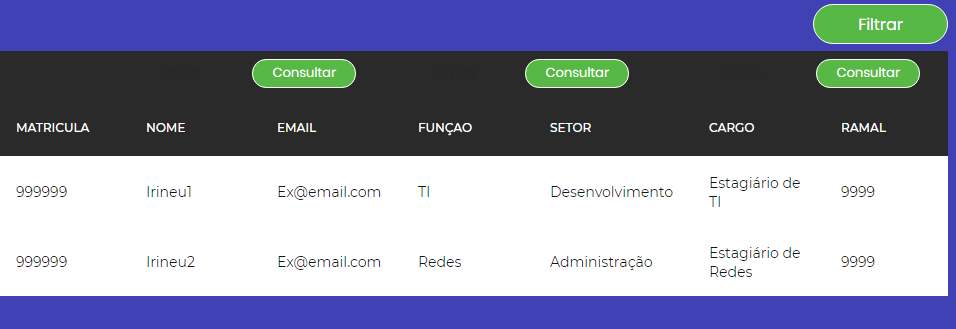 Filtrar
Consultar Consultar Consultar
MATRICULA NOME EMAIL FUNÇAO SETOR CARGO RAMAL
999999 Irineu1 Ex@email.com TI Desenvolvimento Estagiário de
TI 9999
999999 Irineu2 Ex@email.com Redes Administração Estagiário de
Redes 9999